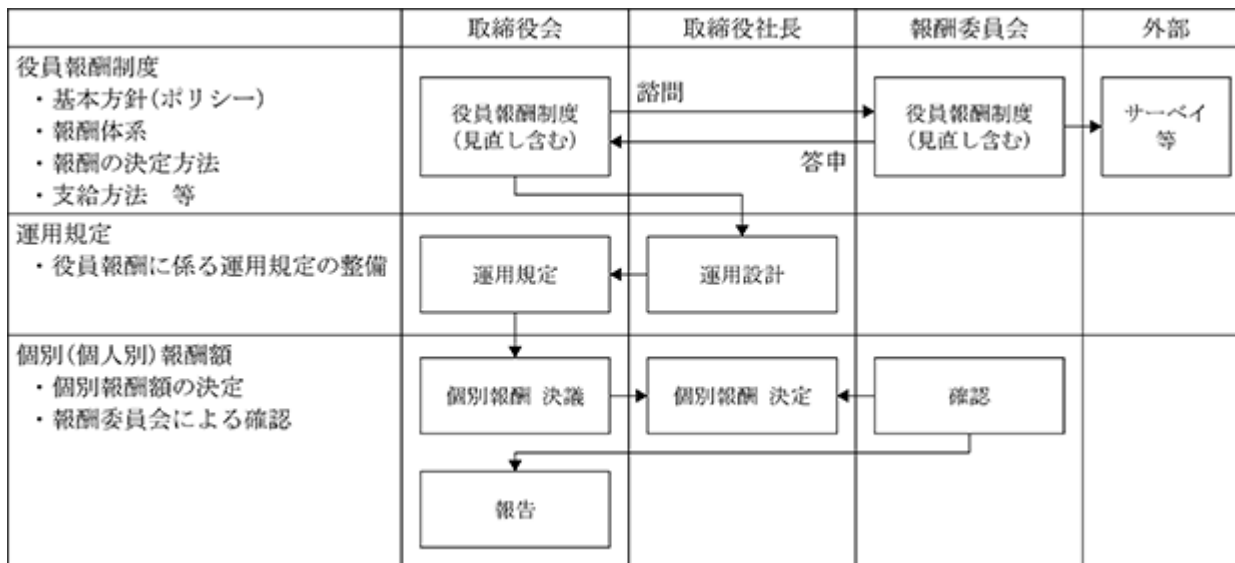 取締役会 取締役社長 報酬委員会 外部
役員報酬制度
・基本方針(ポリシー)
・報酬体系
・報酬の決定方法
・支給方法　等
役員報酬制度
(見直し含む)
諮問
答申
役員報酬制度
(見直し含む)
サーベイ
等
運用規定
・役員報酬に係る運用規定の整備
運用規定
運用設計
個別(個人別)報酬額
・個別報酬額の決定
・報酬委員会による確認
個別報酬 決議
個別報酬 決定
確認
報告